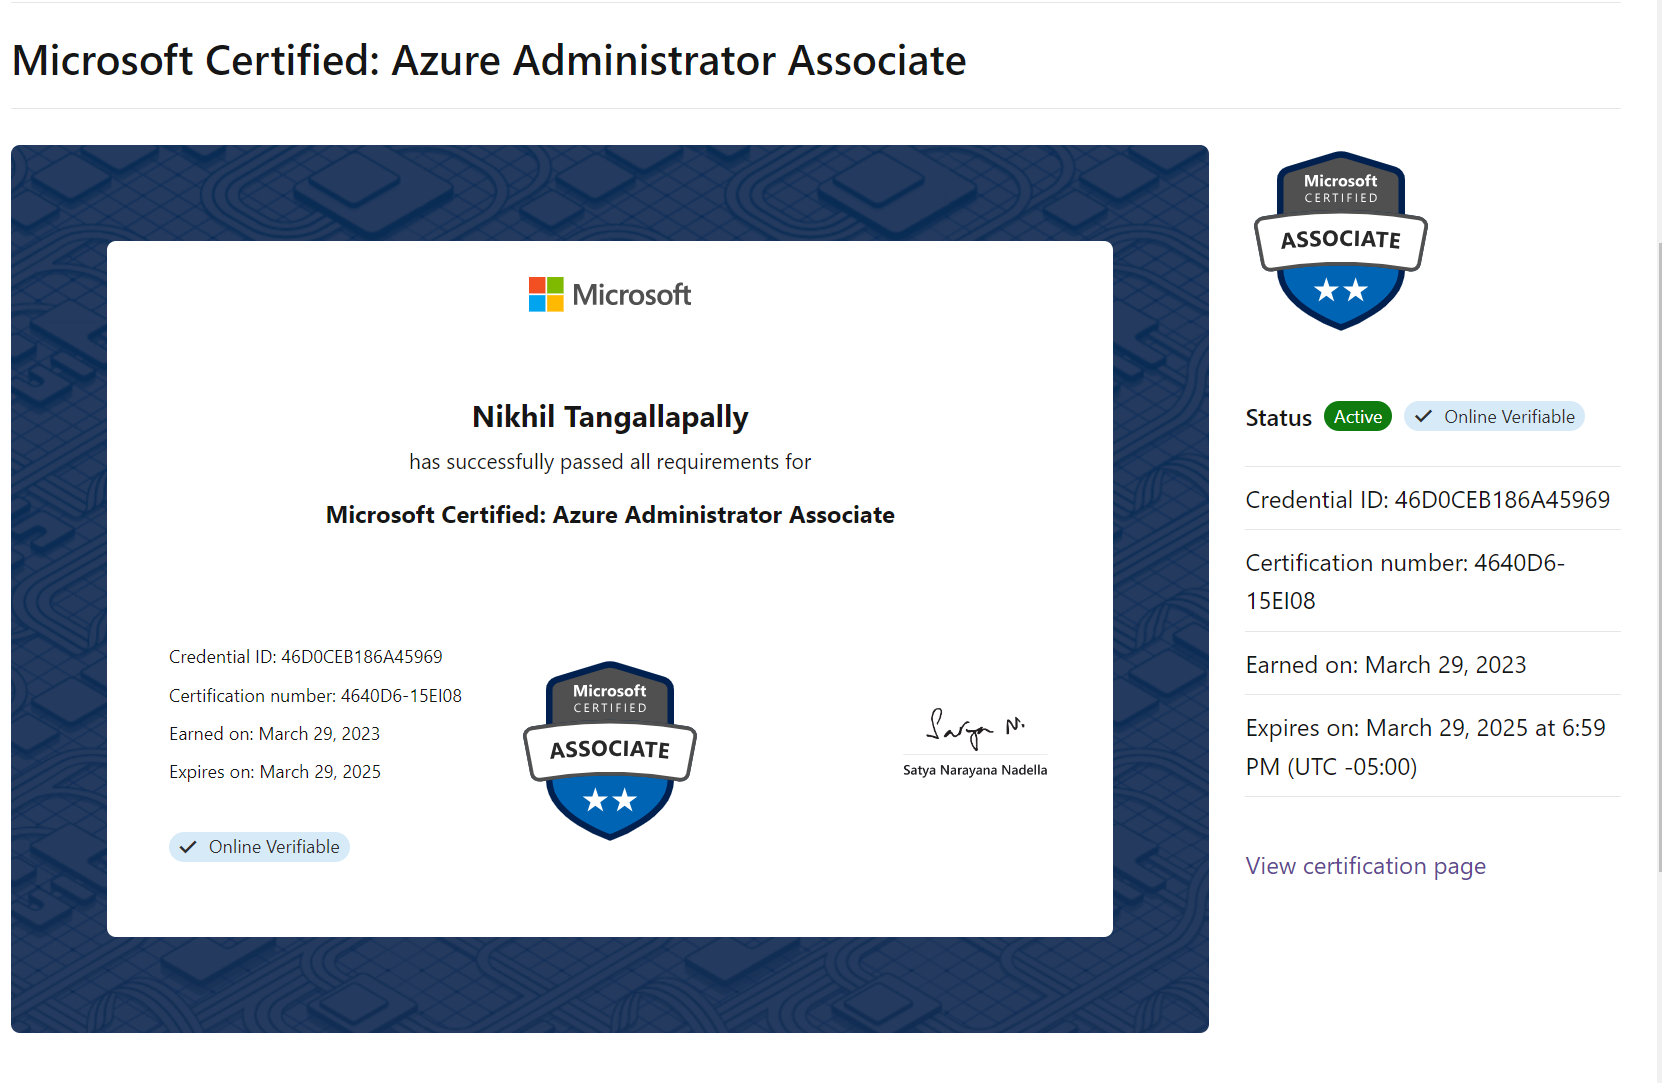 Microsoft Certified: Azure Administrator Associate
Microsoft
Nikhil Tangallapally
has successfully passed all requirements for
Microsoft Certified: Azure Administrator Associate
Credential ID: 46D0CEB186A45969
Certification number: 4640D6-15EI08
Earned on: March 29, 2023
Expires on: March 29, 2025
Online Verifiable
Microsoft
CERTIFIED
ASSOCIATE
Satya N.
Satya Narayana Nadella
Microsoft
CERTIFIED
ASSOCIATE
Status Active Online Verifiable
Credential ID: 46D0CEB186A45969
Certification number: 4640D6-
15EI08
Earned on: March 29, 2023
Expires on: March 29, 2025 at 6:59
PM (UTC -05:00)
View certification page